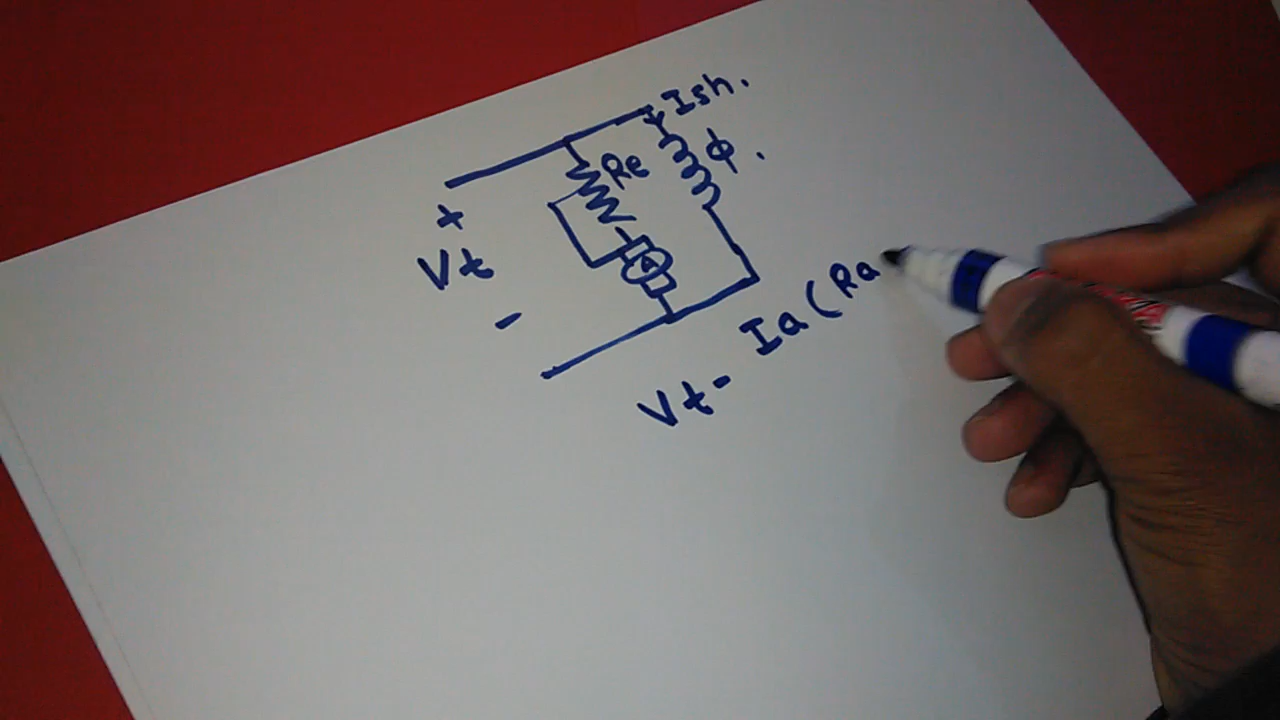 Ish.
Re
ϕ.
+
Vt
-
A
Vt - Ia (Ra